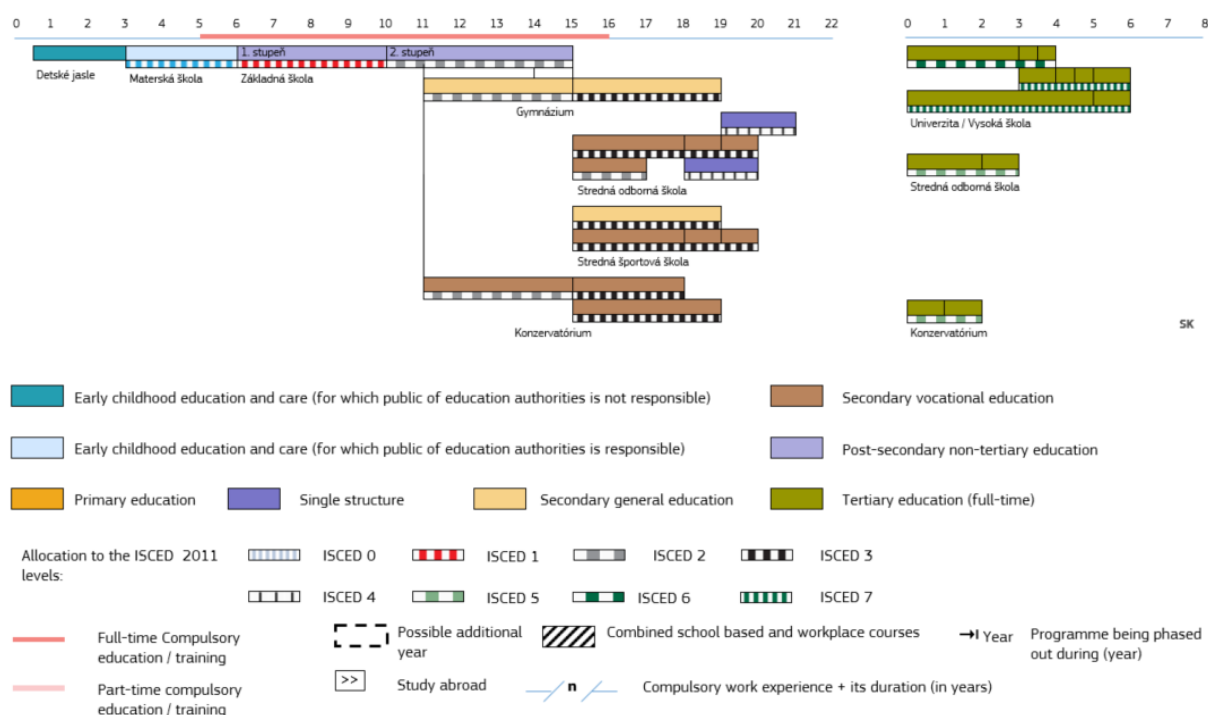 0 1 2 3 4 5 6 7 8 9 10 11 12 13 14 15 16 17 18 19 20 21 22
0 1 2 3 4 5 6 7 8
1. stupeň 2. stupeň
Detské jasle Materská škola Základná škola
Gymnázium
Univerzita / Vysoká škola
Stredná odborná škola
Stredná odborná škola
Stredná športová škola
Konzervatórium
Konzervatórium
SK
Early childhood education and care (for which public of education authorities is not responsible)
Secondary vocational education
Early childhood education and care (for which public of education authorities is responsible)
Post-secondary non-tertiary education
Primary education Single structure Secondary general education Tertiary education (full-time)
Allocation to the ISCED 2011
levels:
ISCED 0 ISCED 1 ISCED 2 ISCED 3
ISCED 4 ISCED 5 ISCED 6 ISCED 7
Full-time Compulsory
education / training
Possible additional
year
Combined school based and workplace courses
Year
Programme being phased
out during (year)
Part-time compulsory
education / training
>> Study abroad
n Compulsory work experience + its duration (in years)